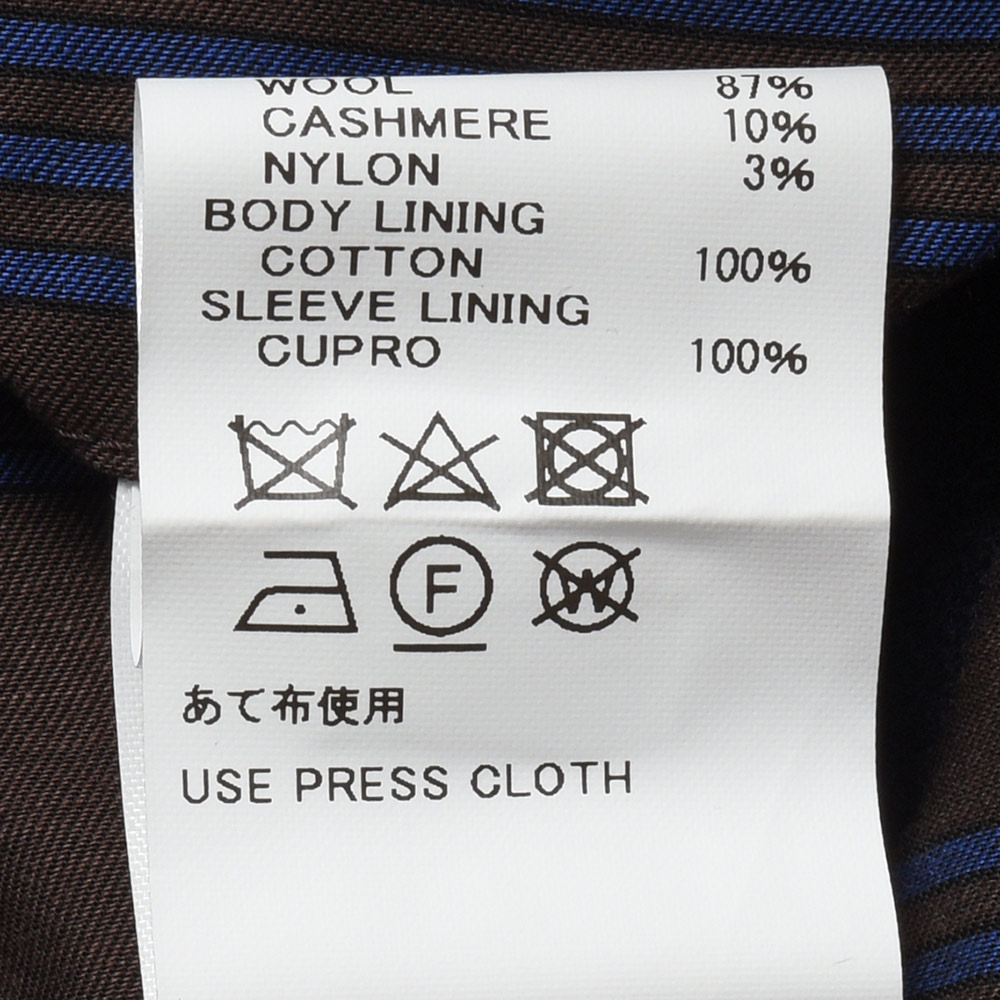 WOOL 87%
CASHMERE 10%
NYLON 3%
BODY LINING
COTTON 100%
SLEEVE LINING
CUPRO 100%
F W
あて布使用
USE PRESS CLOTH